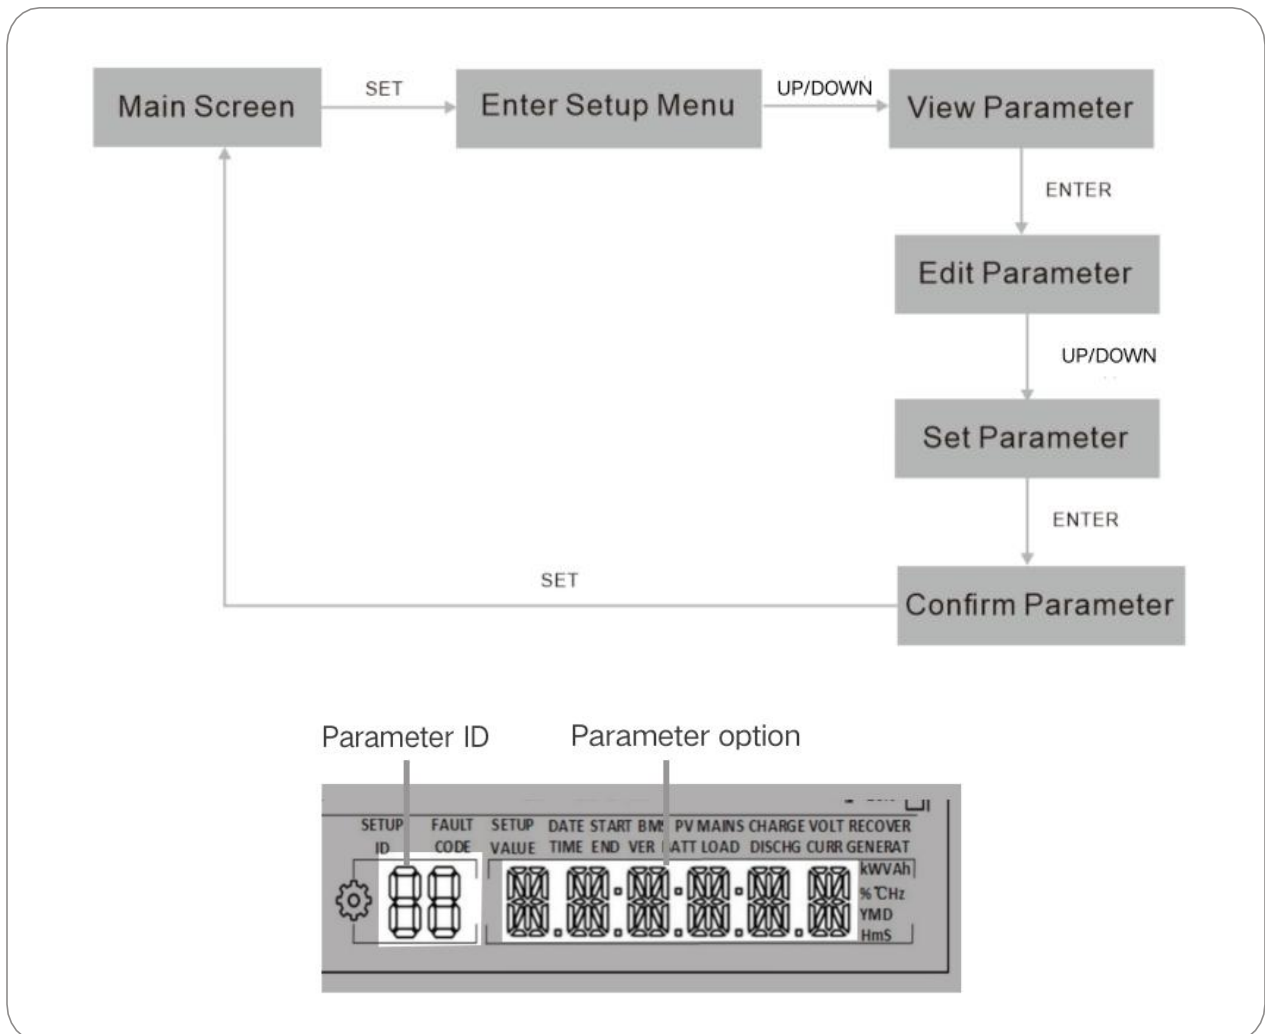 Main Screen
SET
Enter Setup Menu
UP/DOWN
View Parameter
ENTER
Edit Parameter
UP/DOWN
Set Parameter
ENTER
Confirm Parameter
SET
Parameter ID
Parameter option
SETUP FAULT SETUP DATE START BMS PV MAINS CHARGE VOLT RECOVER
ID CODE VALUE TIME END VER BATT LOAD DISCHG CURR GENERAT
kWVAh
%℃Hz
YMD
HmS